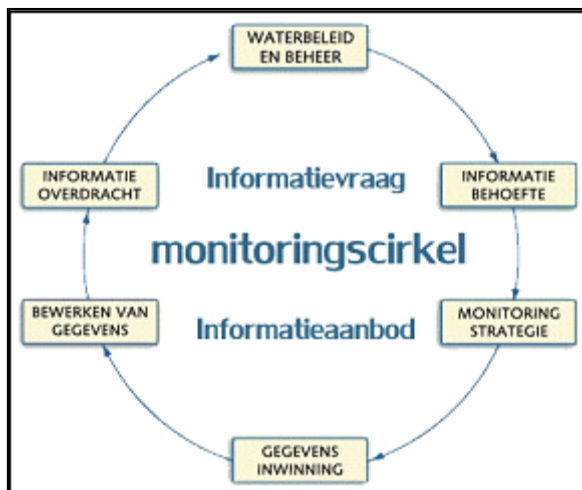 WATERBELEID
EN BEHEER
INFORMATIE
OVERDRACHT
Informatievraag
INFORMATIE
BEHOEFTE
monitoringscirkel
BEWERKEN VAN
GEGEVENS
Informatieaanbod
MONITORING
STRATEGIE
GEGEVENS
INWINNING